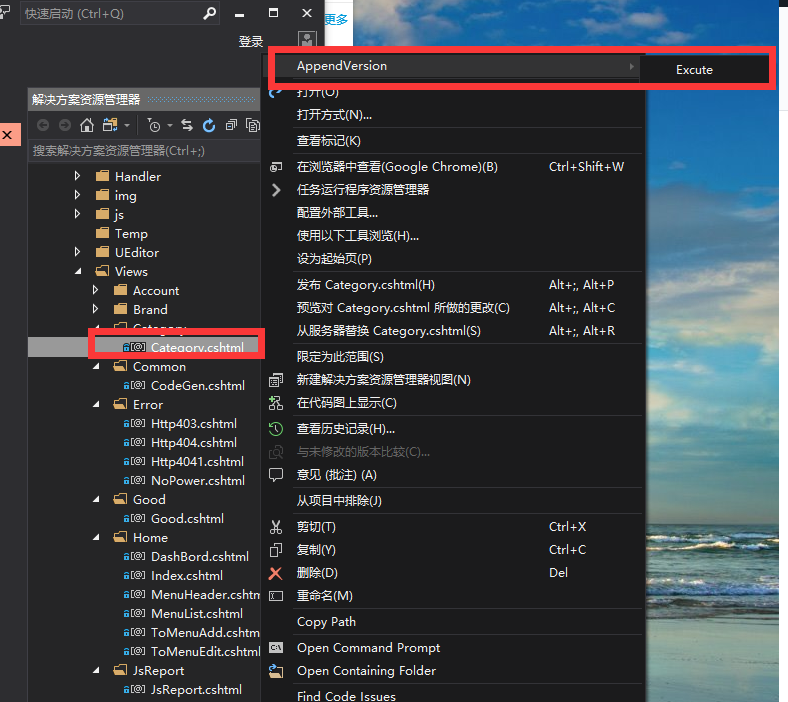 快速启动 (Ctrl+Q)
更多
登录
解决方案资源管理器
搜索解决方案资源管理器(Ctrl+;)
Handler
img
js
Temp
UEditor
Views
Account
Brand
Category
Category.cshtml
Common
CodeGen.cshtml
Error
Http403.cshtml
Http404.cshtml
Http4041.cshtml
NoPower.cshtml
Good
Good.cshtml
Home
DashBord.cshtml
Index.cshtml
MenuHeader.cshtm
MenuList.cshtml
ToMenuAdd.cshtm
ToMenuEdit.cshtml
JsReport
JsReport.cshtml
AppendVersion
Excute
打开(O)
打开方式(N)...
查看标记(K)
在浏览器中查看(Google Chrome)(B) Ctrl+Shift+W
任务运行程序资源管理器
配置外部工具...
使用以下工具浏览(H)...
设为起始页(P)
发布 Category.cshtml(H) Alt+;, Alt+P
预览对 Category.cshtml 所做的更改(C) Alt+;, Alt+C
从服务器替换 Category.cshtml(S) Alt+;, Alt+R
限定为此范围(S)
新建解决方案资源管理器视图(N)
在代码图上显示(C)
查看历史记录(H)...
与未修改的版本比较(C)...
意见 (批注) (A)
从项目中排除(J)
剪切(T) Ctrl+X
复制(Y) Ctrl+C
删除(D) Del
重命名(M)
Copy Path
Open Command Prompt
Open Containing Folder
Find Code Issues